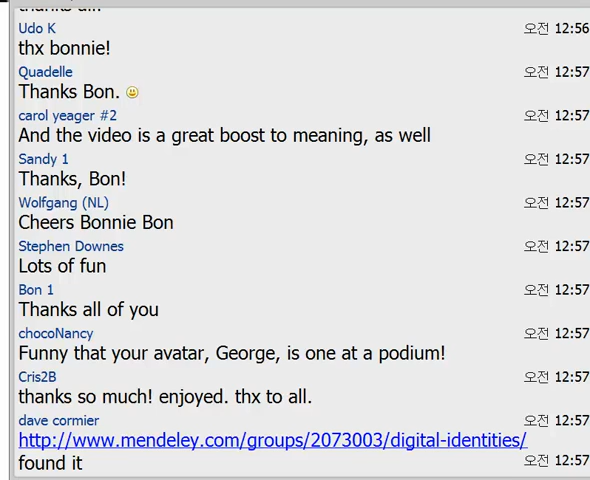 thanks all!
Udo K 오전 12:56
thx bonnie!
Quadelle 오전 12:57
Thanks Bon.
carol yeager #2 오전 12:57
And the video is a great boost to meaning, as well
Sandy 1 오전 12:57
Thanks, Bon!
Wolfgang (NL) 오전 12:57
Cheers Bonnie Bon
Stephen Downes 오전 12:57
Lots of fun
Bon 1 오전 12:57
Thanks all of you
chocoNancy 오전 12:57
Funny that your avatar, George, is one at a podium!
Cris2B 오전 12:57
thanks so much! enjoyed. thx to all.
dave cormier 오전 12:57
http://www.mendeley.com/groups/2073003/digital-identities/
found it 오전 12:57